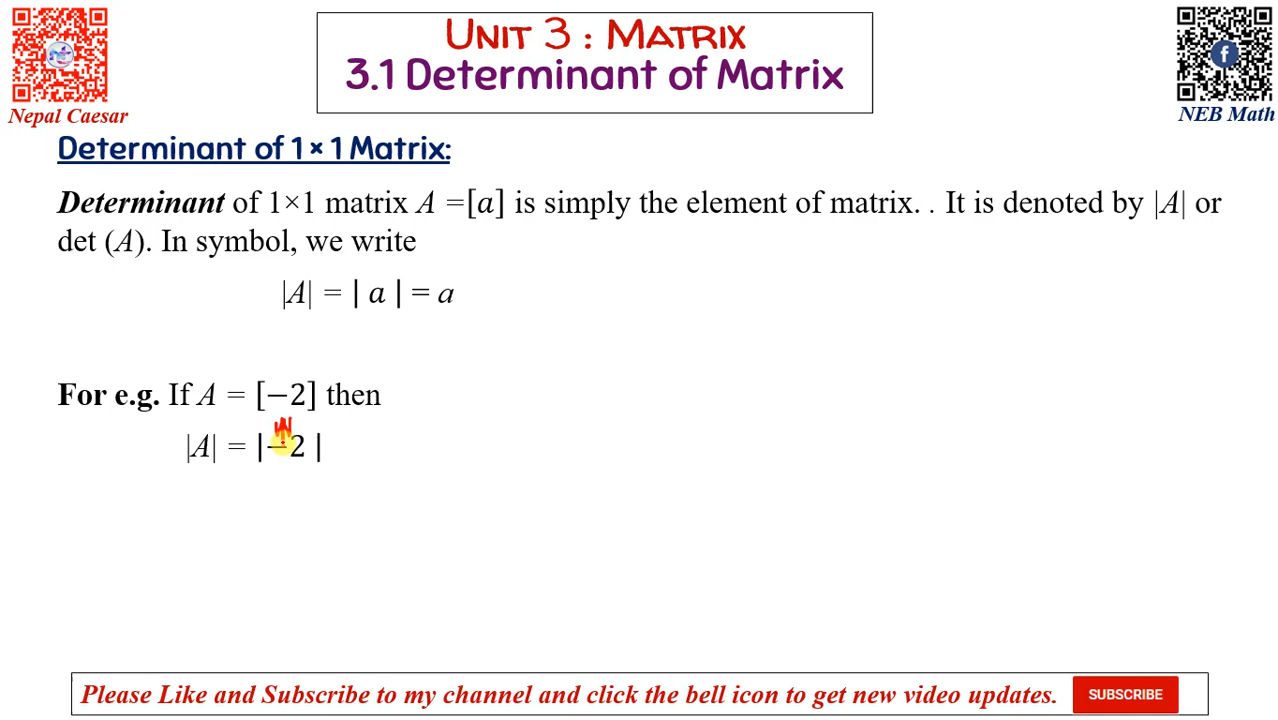 UNIT 3 : MATRIX
3.1 Determinant of Matrix
Nepal Caesar
NEB Math
Determinant of 1 × 1 Matrix:
Determinant of 1×1 matrix A =[a] is simply the element of matrix. . It is denoted by |A| or
det (A). In symbol, we write
|A| = | a | = a
For e.g. If A = [−2] then
|A| = |−2 |
Please Like and Subscribe to my channel and click the bell icon to get new video updates.
SUBSCRIBE